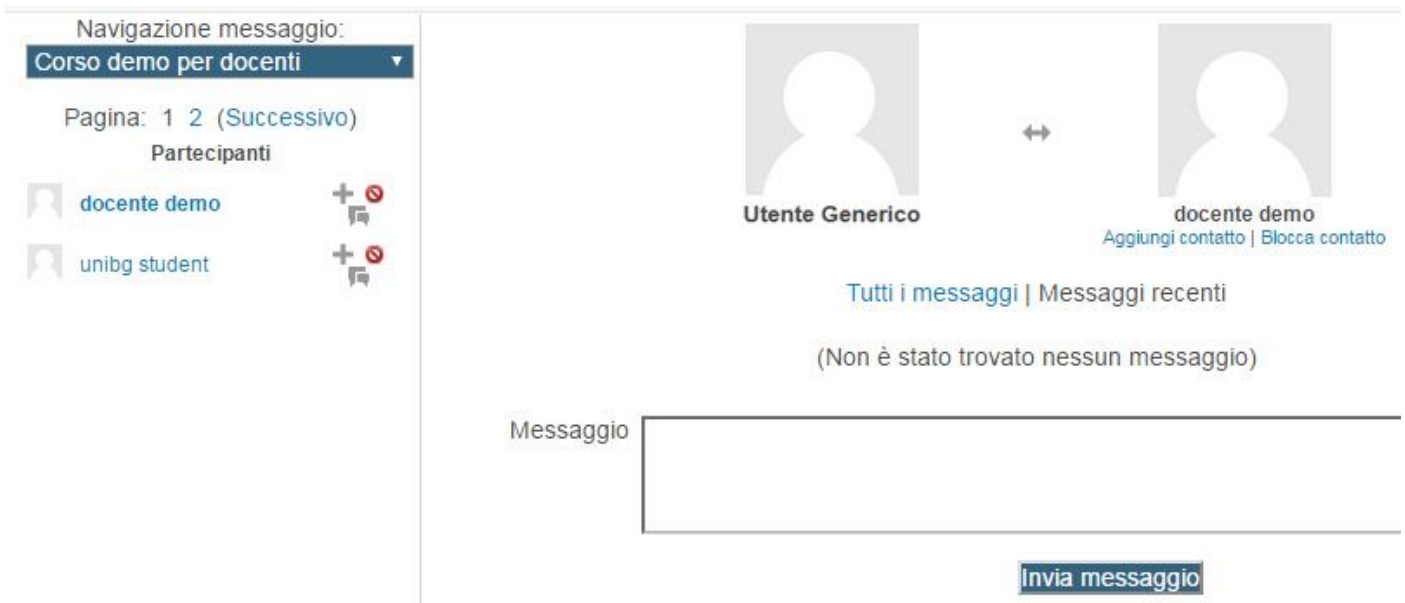 Navigazione messaggio:
Corso demo per docenti
Pagina: 1 2 (Successivo)
Partecipanti
docente demo
unibg student
Utente Generico
docente demo
Aggiungi contatto | Blocca contatto
Tutti i messaggi | Messaggi recenti
(Non è stato trovato nessun messaggio)
Messaggio
Invia messaggio